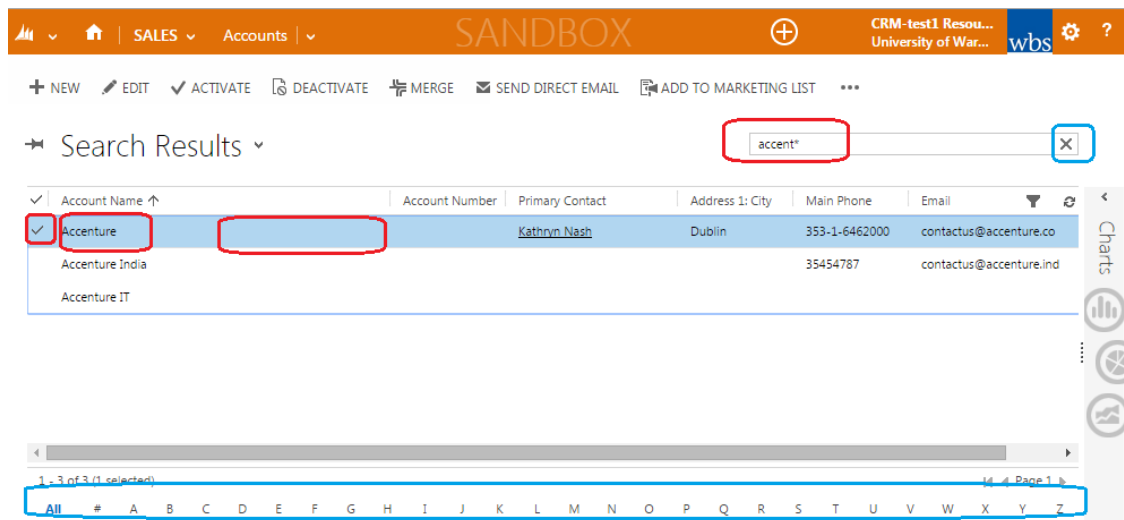 SALES Accounts SANDBOX CRM-test1 Resou... University of War... wbs ?
+ NEW EDIT ACTIVATE DEACTIVATE MERGE SEND DIRECT EMAIL ADD TO MARKETING LIST •••
Search Results accent*
Account Name ↑ Account Number Primary Contact Address 1: City Main Phone Email
Accenture Kathryn Nash Dublin 353-1-6462000 contactus@accenture.co
Accenture India 35454787 contactus@accenture.ind
Accenture IT
Charts
1 - 3 of 3 (1 selected) Page 1
All # A B C D E F G H I J K L M N O P Q R S T U V W X Y Z